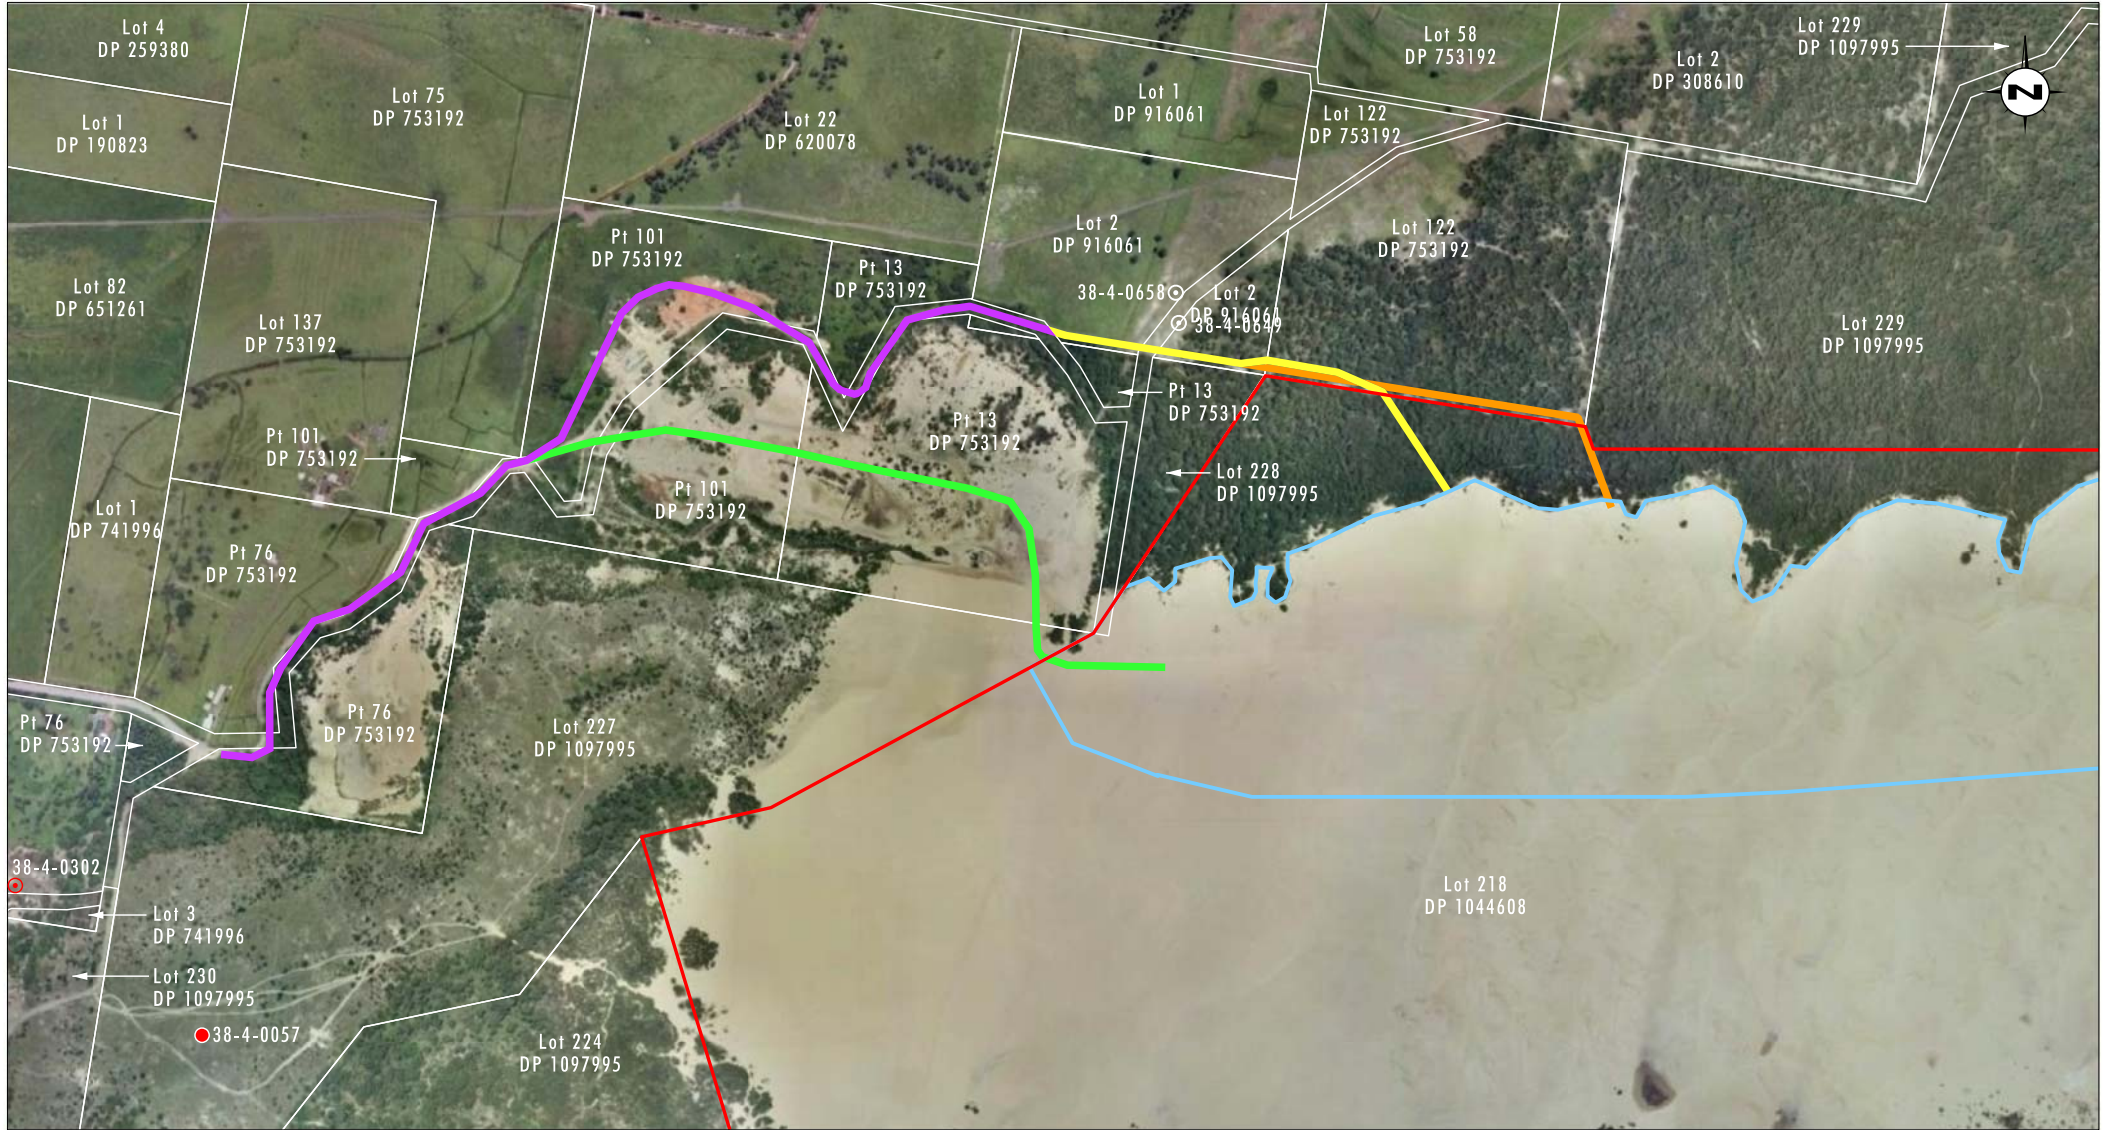 Lot 4
DP 259380
Lot 75
DP 753192
Lot 1
DP 190823
Lot 22
DP 620078
Lot 1
DP 916061
Lot 58
DP 753192
Lot 122
DP 753192
Lot 2
DP 308610
Lot 229
DP 1097995
N
Lot 82
DP 651261
Lot 137
DP 753192
Pt 101
DP 753192
Pt 13
DP 753192
Lot 2
DP 916061
38-4-0658
Lot 2
DP 916061
38-4-0649
Lot 122
DP 753192
Lot 229
DP 1097995
Pt 101
DP 753192
Lot 1
DP 741996
Pt 76
DP 753192
Pt 101
DP 753192
Pt 13
DP 753192
Pt 13
DP 753192
Lot 228
DP 1097995
Pt 76
DP 753192
Pt 76
DP 753192
Lot 227
DP 1097995
38-4-0302
Lot 3
DP 741996
Lot 230
DP 1097995
38-4-0057
Lot 224
DP 1097995
Lot 218
DP 1044608